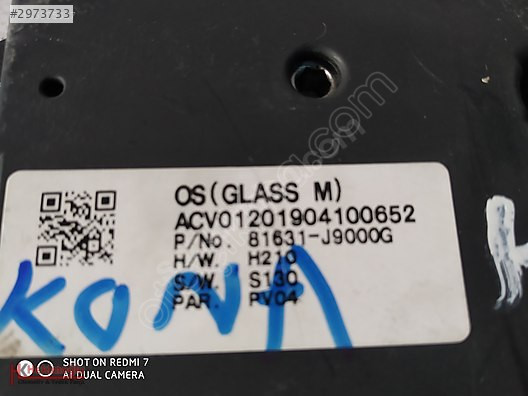 #2973733
OS(GLASS M)
ACV01201904100652
P/No. 81631-J9000G
H/W. H210
S/W. S130
PAR. PV04
KONA
SHOT ON REDMI 7
AI DUAL CAMERA